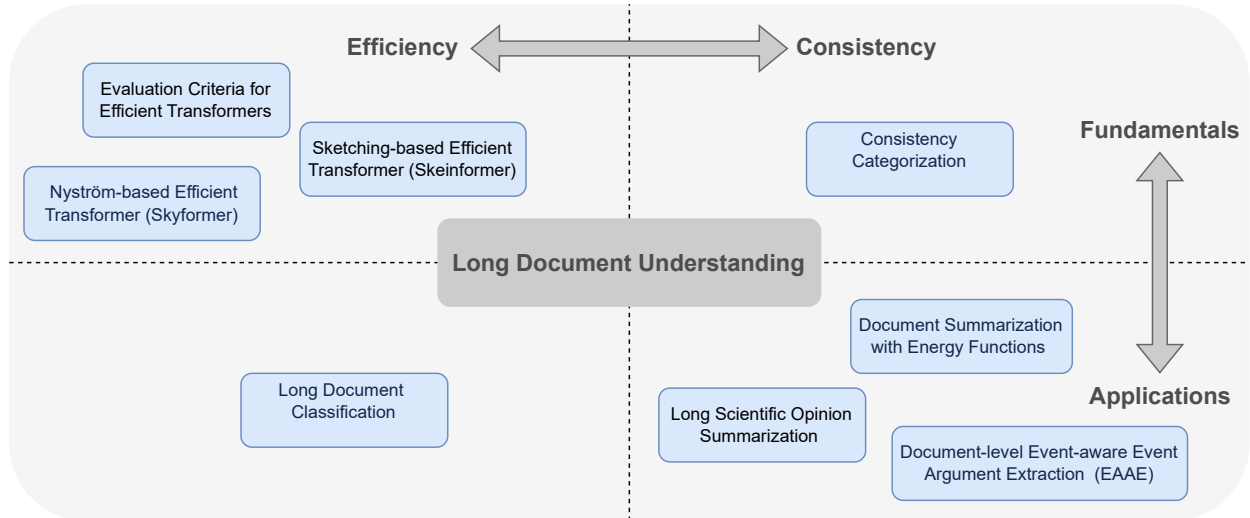 Efficiency
Consistency
Evaluation Criteria for
Efficient Transformers
Sketching-based Efficient
Transformer (Skeinformer)
Nyström-based Efficient
Transformer (Skyformer)
Consistency
Categorization
Fundamentals
Long Document Understanding
Document Summarization
with Energy Functions
Applications
Long Document
Classification
Long Scientific Opinion
Summarization
Document-level Event-aware Event
Argument Extraction (EAAE)